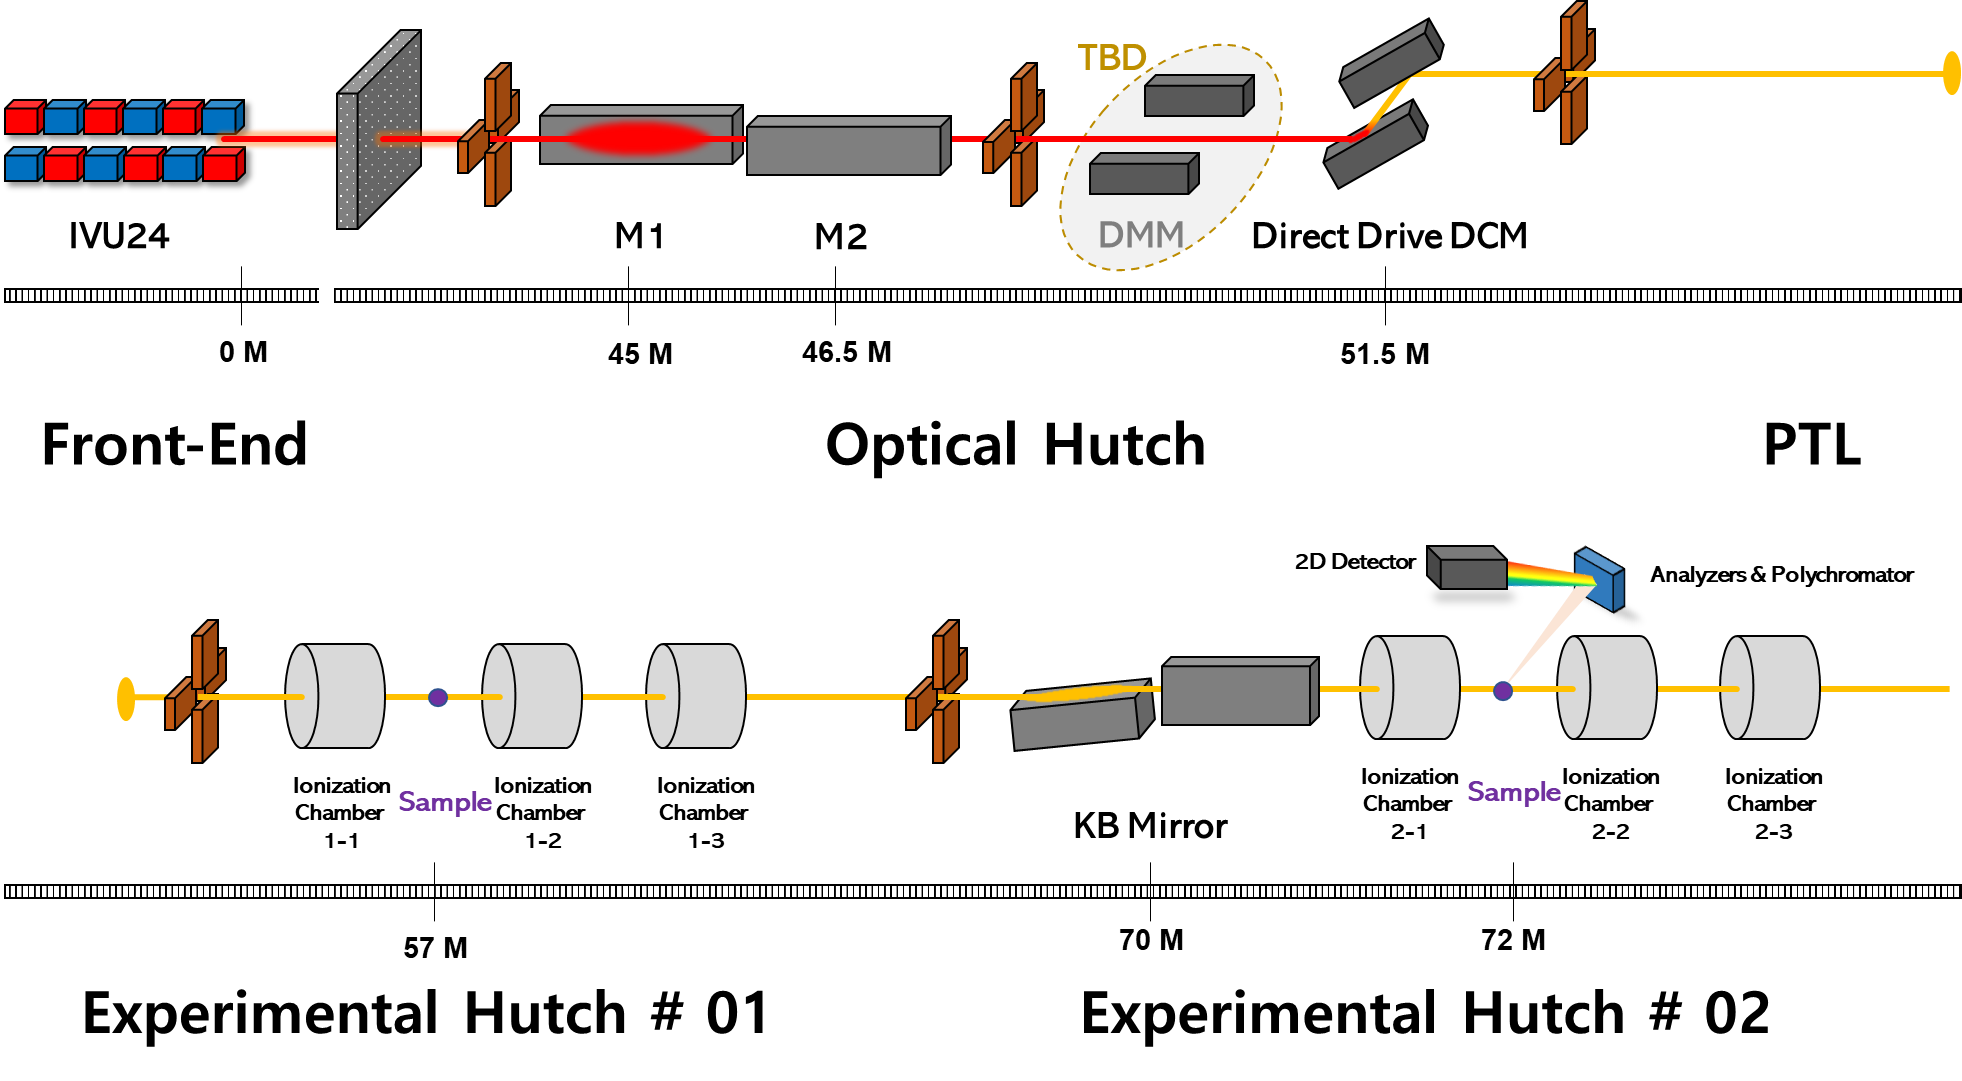 TBD
IVU24
M1
M2
DMM
Direct Drive DCM
0 M
45 M
46.5 M
51.5 M
Front-End
Optical Hutch
PTL
2D Detector
Analyzers & Polychromator
Ionization
Chamber
1-1
Sample
Ionization
Chamber
1-2
Ionization
Chamber
1-3
KB Mirror
Ionization
Chamber
2-1
Sample
Ionization
Chamber
2-2
Ionization
Chamber
2-3
57 M
70 M
72 M
Experimental Hutch # 01
Experimental Hutch # 02